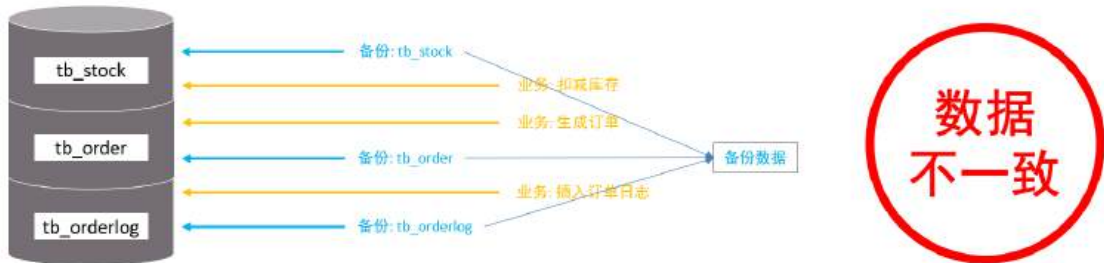 备份: tb_stock
tb_stock
业务: 扣减库存
业务: 生成订单
tb_order
备份: tb_order
备份数据
业务: 插入订单日志
tb_orderlog
备份: tb_orderlog
数据
不一致